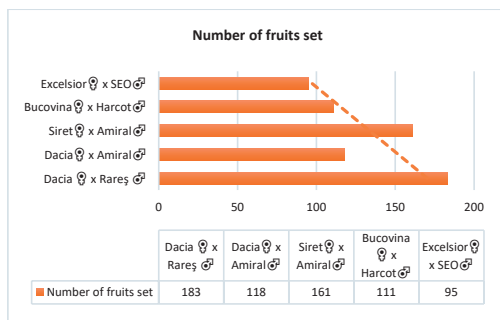 Number of fruits set
Excelsior♀ x SEO♂
Bucovina♀ x Harcot♂
Siret♀ x Amiral♂
Dacia♀ x Amiral♂
Dacia ♀ x Rareş ♂
0 50 100 150 200
Dacia ♀ x Rareş ♂
Dacia♀ x Amiral♂
Siret♀ x Amiral♂
Bucovina ♀ x Harcot♂
Excelsior♀ x SEO♂
Number of fruits set 183 118 161 111 95